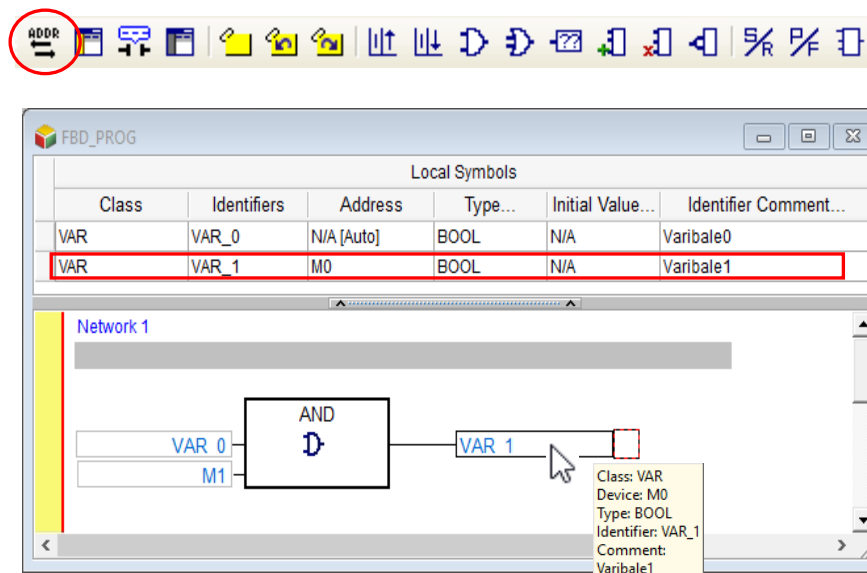 ADDR
?? S/R P/F
FBD_PROG
Local Symbols
Class Identifiers Address Type... Initial Value... Identifier Comment...
VAR VAR_0 N/A [Auto] BOOL N/A Varibale0
VAR VAR_1 M0 BOOL N/A Varibale1
Network 1
AND
VAR_0 VAR_1
M1
Class: VAR
Device: M0
Type: BOOL
Identifier: VAR_1
Comment:
Varibale1